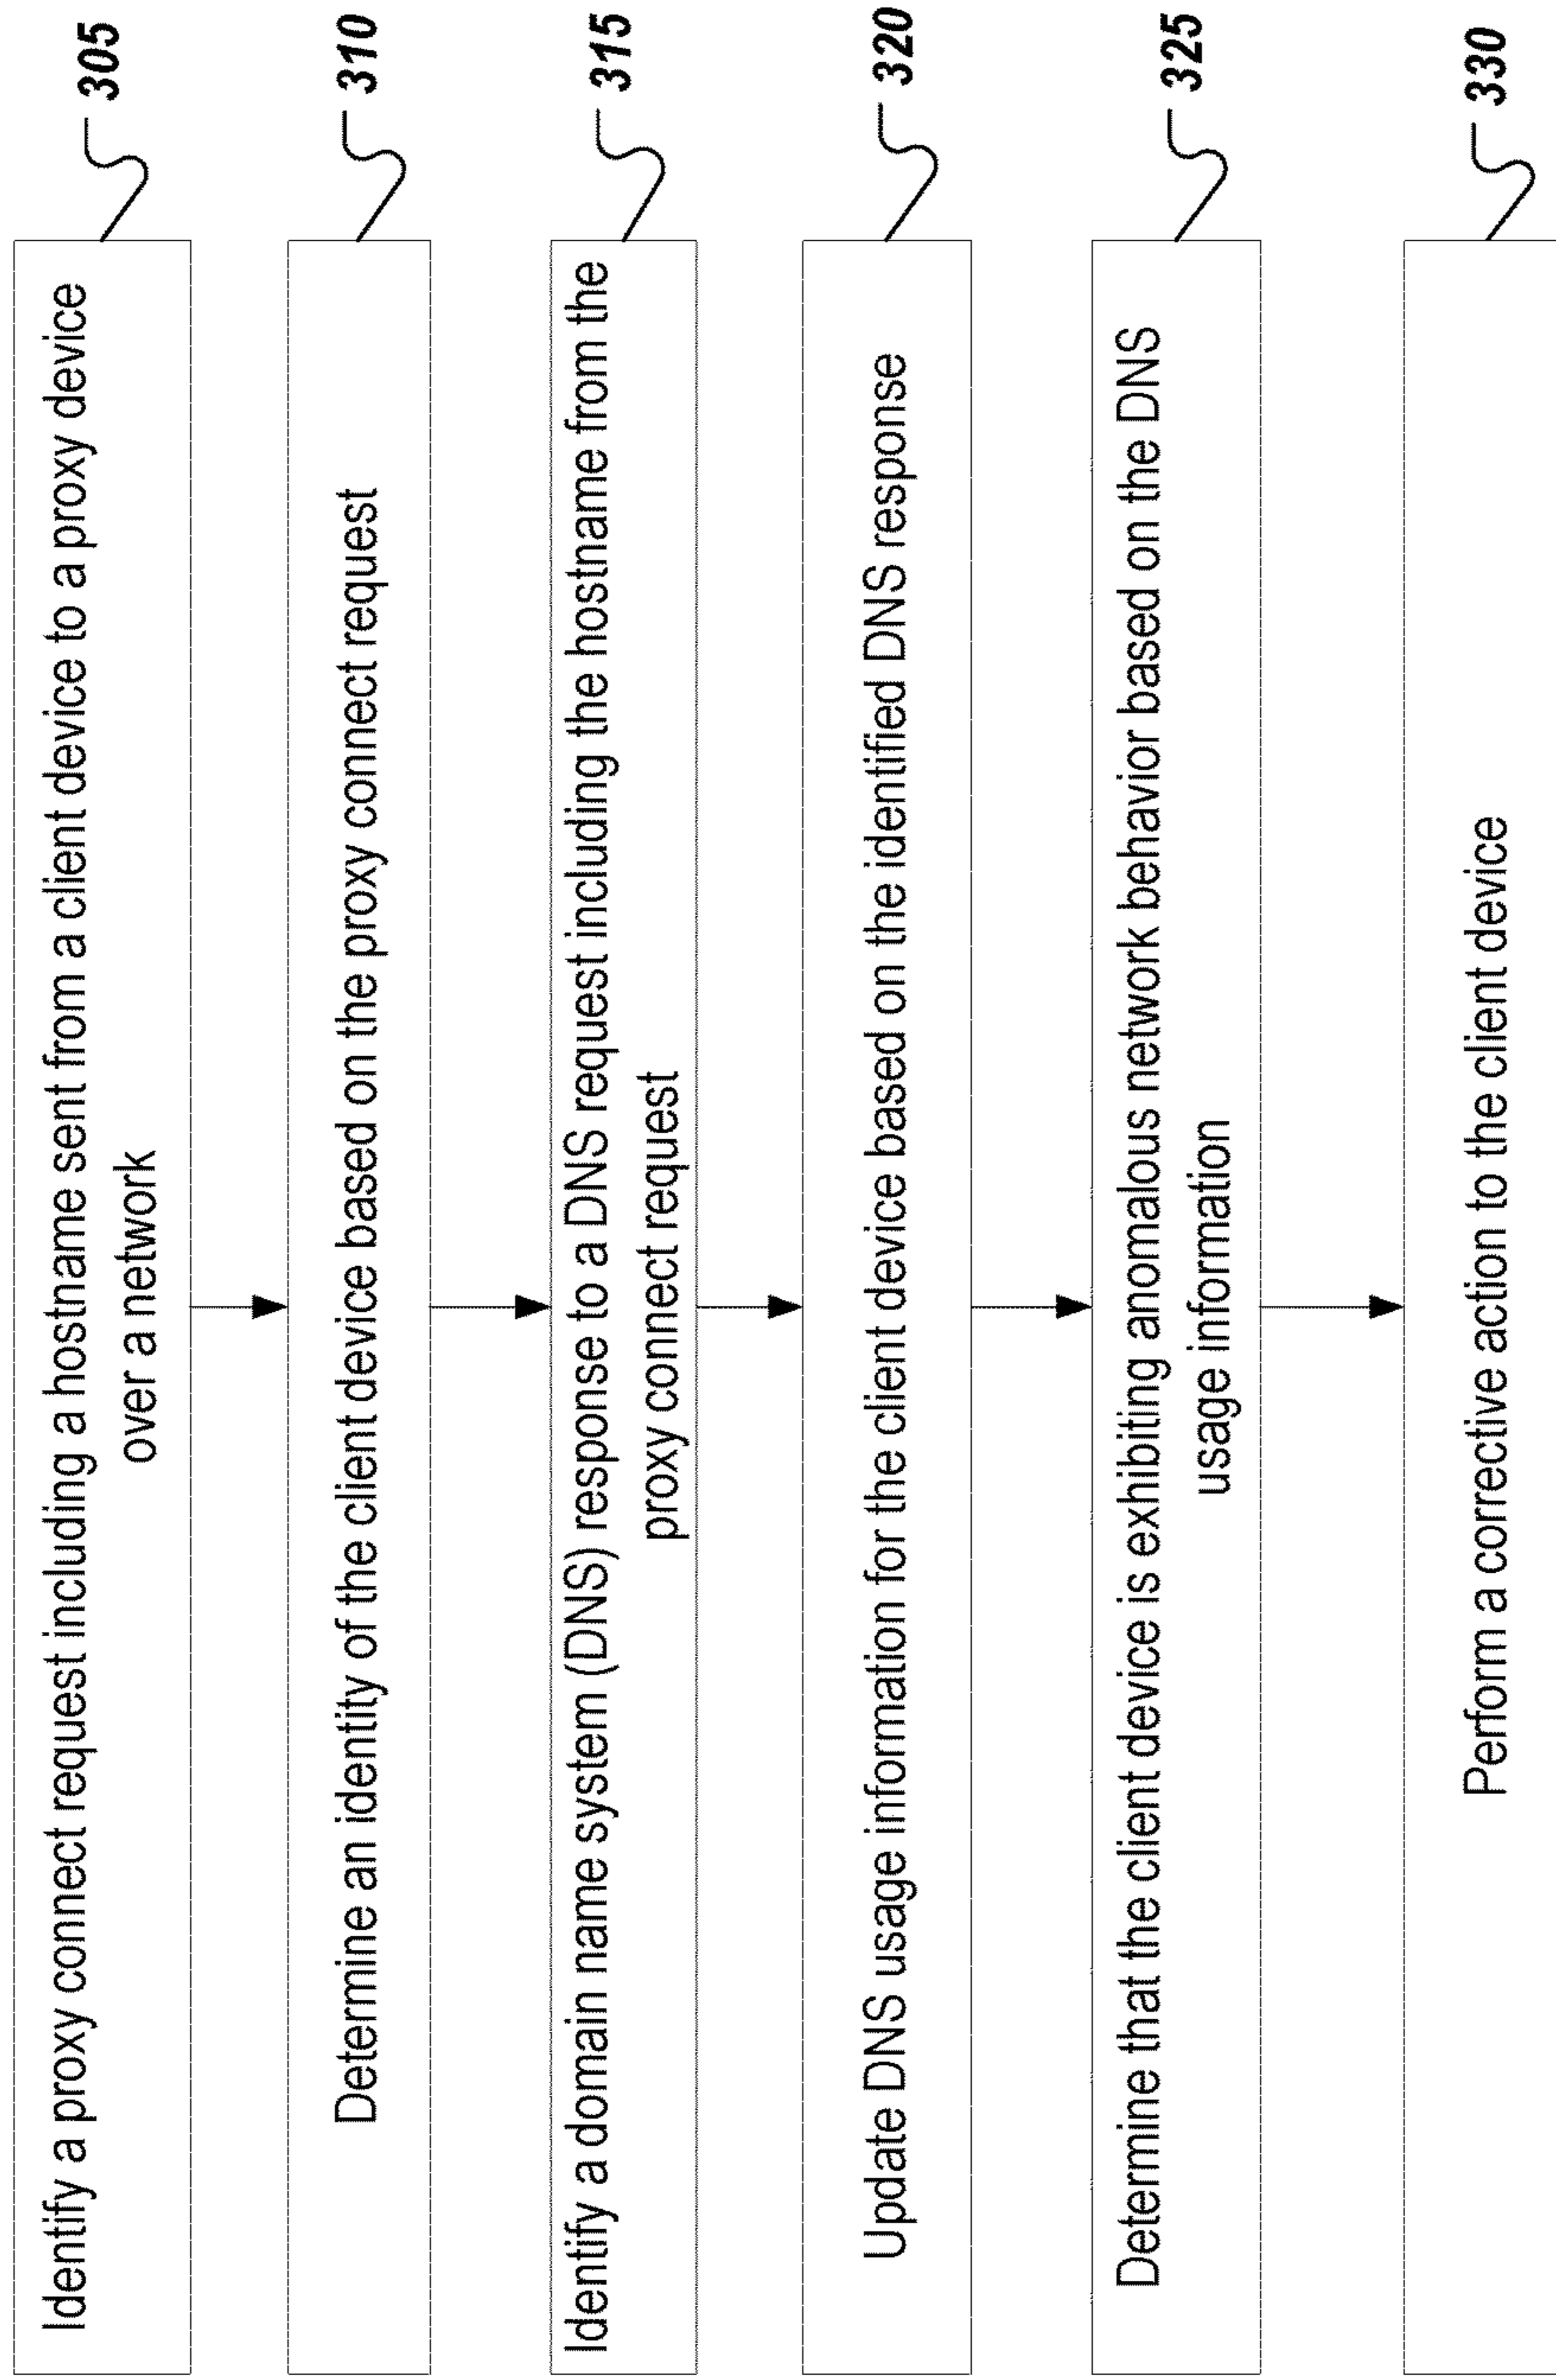 Identify a proxy connect request including a hostname sent from a client device to a proxy device
over a network
305
Determine an identity of the client device based on the proxy connect request
310
Identify a domain name system (DNS) response to a DNS request including the hostname from the
proxy connect request
315
Update DNS usage information for the client device based on the identified DNS response
320
Determine that the client device is exhibiting anomalous network behavior based on the DNS
usage information
325
Perform a corrective action to the client device
330